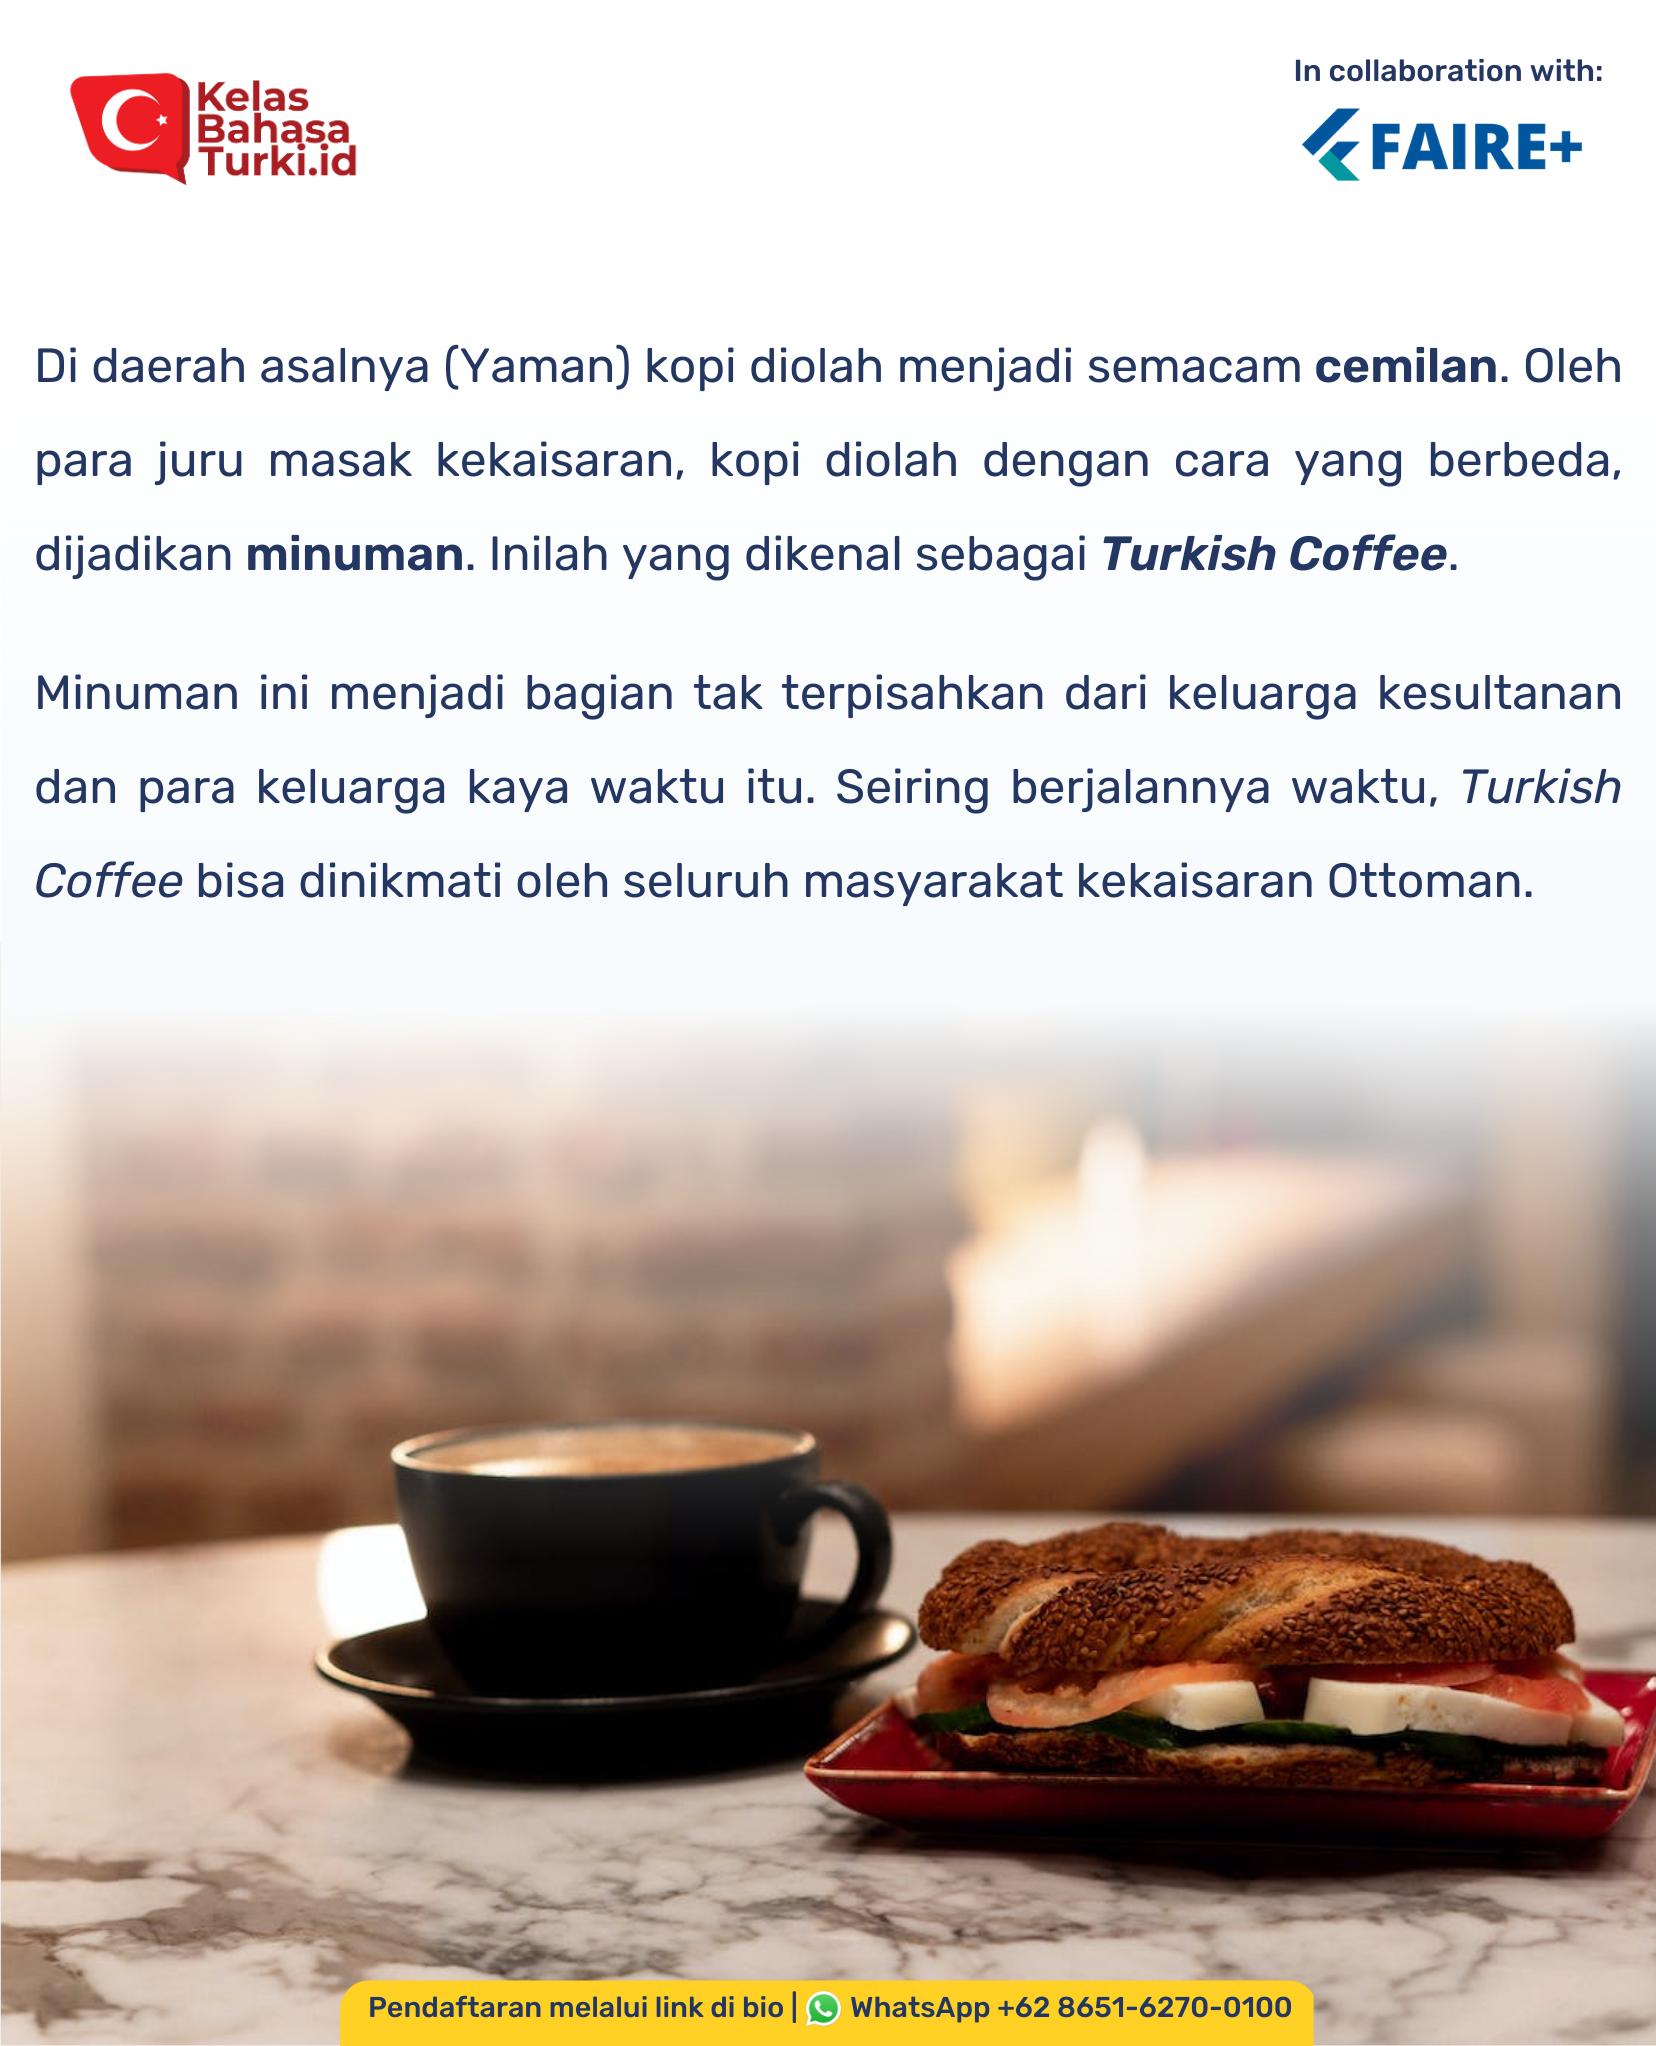 Kelas
Bahasa
Turki.id
In collaboration with:
FAIRE+
Di daerah asalnya (Yaman) kopi diolah menjadi semacam cemilan. Oleh
para juru masak kekaisaran, kopi diolah dengan cara yang berbeda,
dijadikan minuman. Inilah yang dikenal sebagai Turkish Coffee.
Minuman ini menjadi bagian tak terpisahkan dari keluarga kesultanan
dan para keluarga kaya waktu itu. Seiring berjalannya waktu, Turkish
Coffee bisa dinikmati oleh seluruh masyarakat kekaisaran Ottoman.
Pendaftaran melalui link di bio | WhatsApp +62 8651-6270-0100